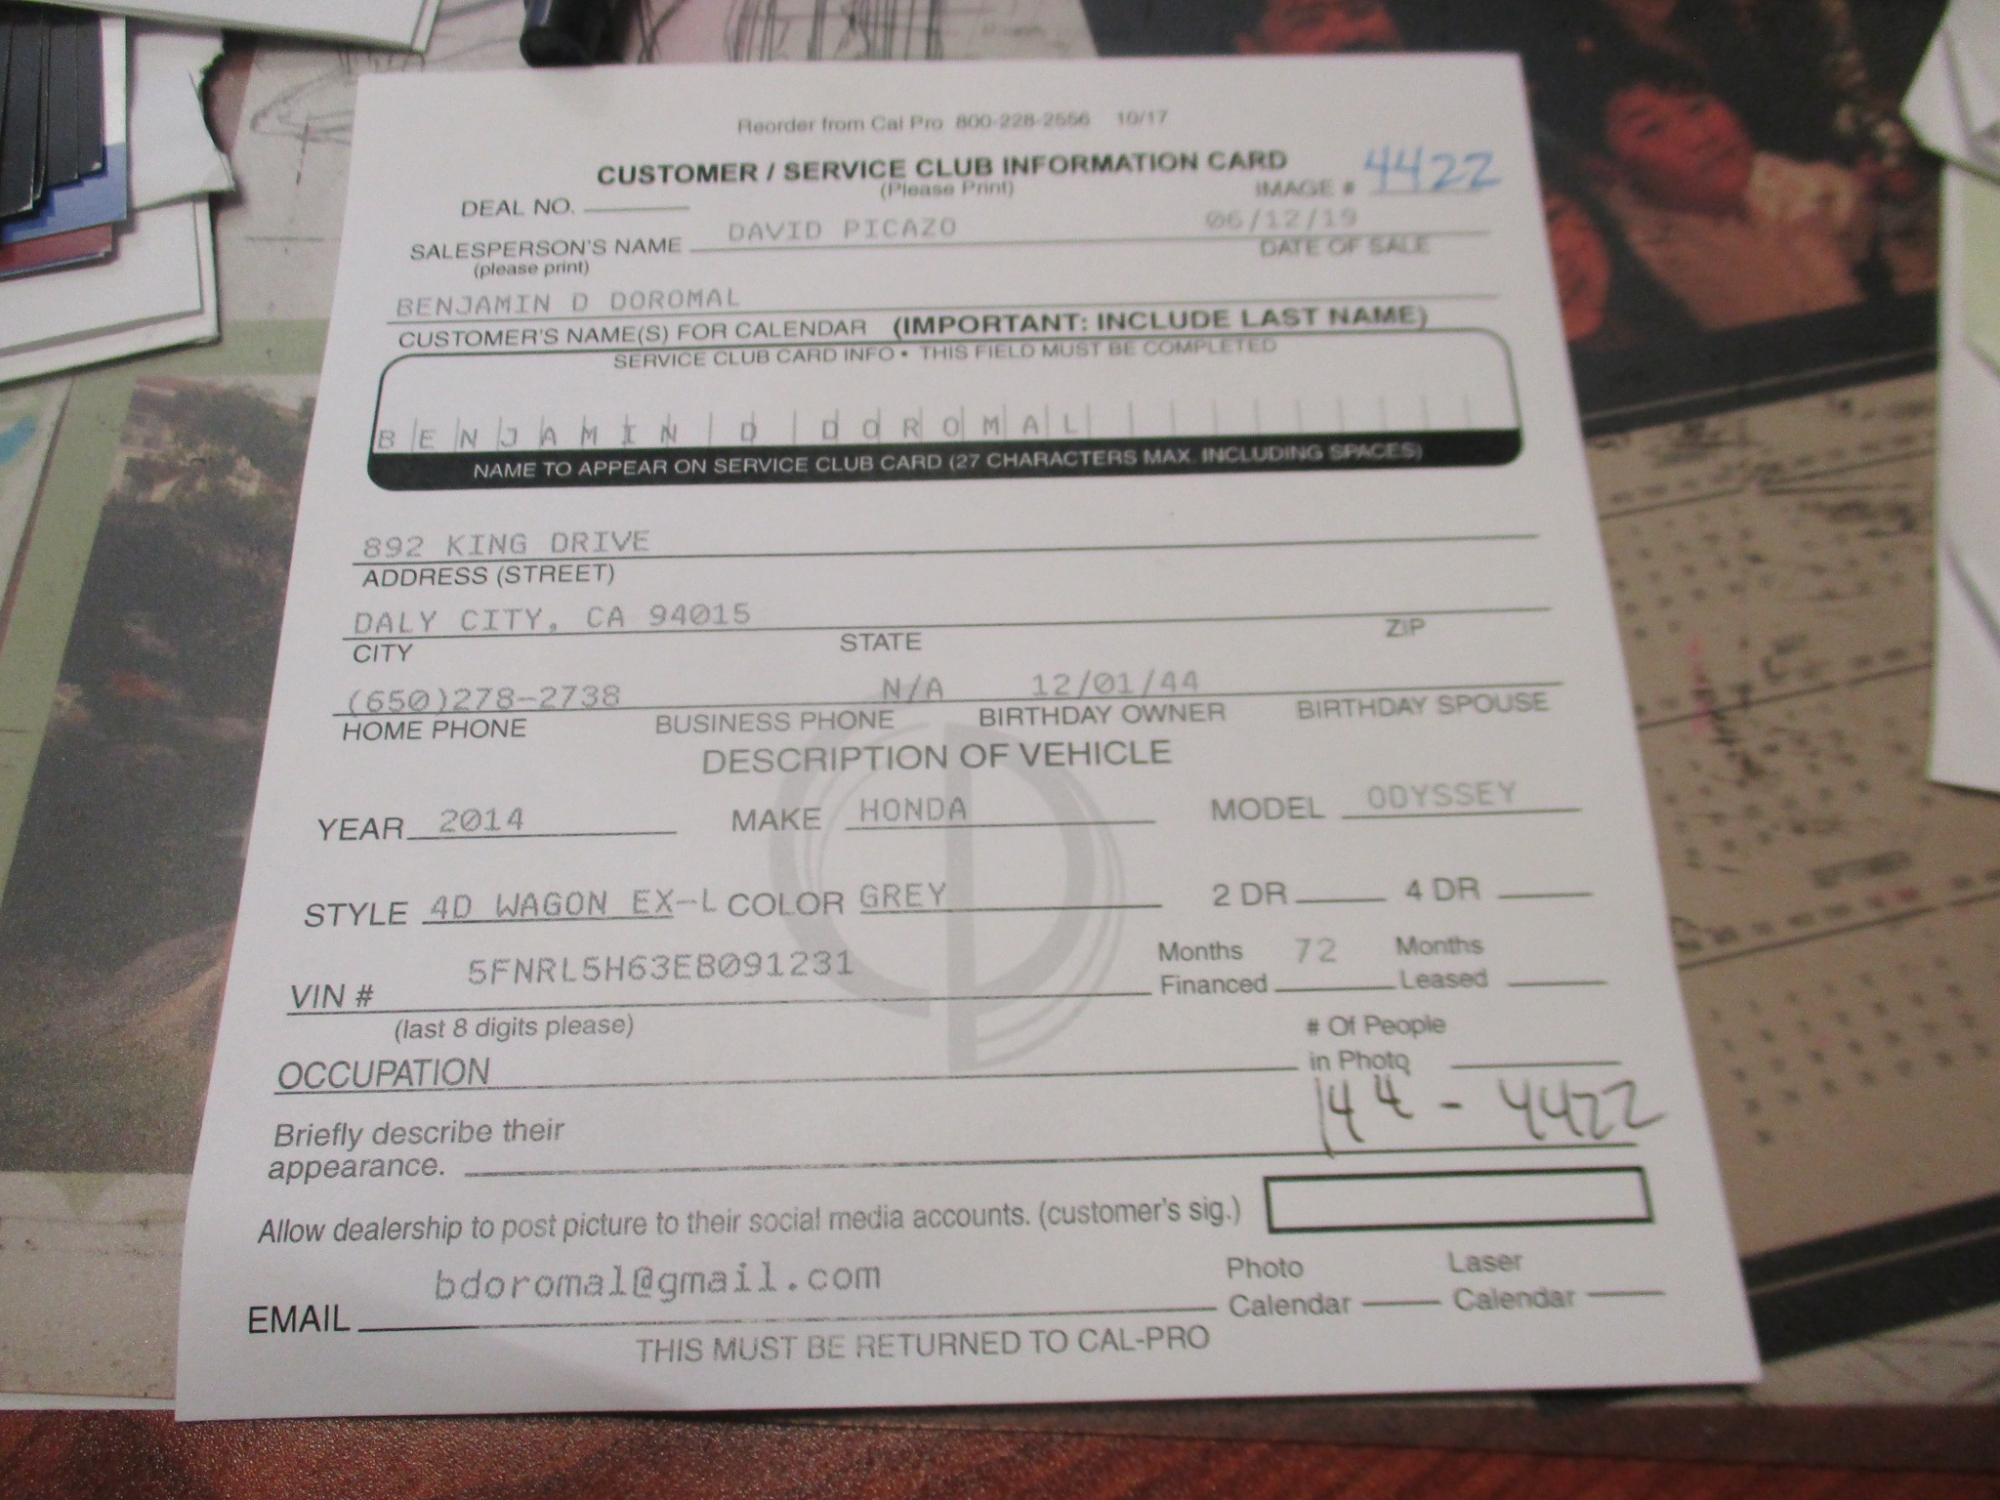 Reorder from Cal Pro 800-228-2556 10/17
CUSTOMER / SERVICE CLUB INFORMATION CARD
(Please Print)
IMAGE # 4422
DEAL NO.
DAVID PICAZO 06/12/19
SALESPERSON'S NAME DATE OF SALE
(please print)
BENJAMIN D DOROMAL
CUSTOMER'S NAME(S) FOR CALENDAR (IMPORTANT: INCLUDE LAST NAME)
SERVICE CLUB CARD INFO • THIS FIELD MUST BE COMPLETED
BENJAMIN D DOROMAL
NAME TO APPEAR ON SERVICE CLUB CARD (27 CHARACTERS MAX. INCLUDING SPACES)
892 KING DRIVE
ADDRESS (STREET)
DALY CITY, CA 94015
CITY STATE ZIP
(650)278-2738 N/A 12/01/44
HOME PHONE BUSINESS PHONE BIRTHDAY OWNER BIRTHDAY SPOUSE
DESCRIPTION OF VEHICLE
YEAR 2014 MAKE HONDA MODEL ODYSSEY
STYLE 4D WAGON EX-L COLOR GREY 2 DR 4 DR
Months 72 Months
5FNRL5H63EB091231
VIN # Financed Leased
(last 8 digits please)
# Of People
OCCUPATION in Photo
144 - 4422
Briefly describe their
appearance.
Allow dealership to post picture to their social media accounts. (customer's sig.)
bdoromal@gmail.com
Photo Laser
EMAIL Calendar Calendar
THIS MUST BE RETURNED TO CAL-PRO